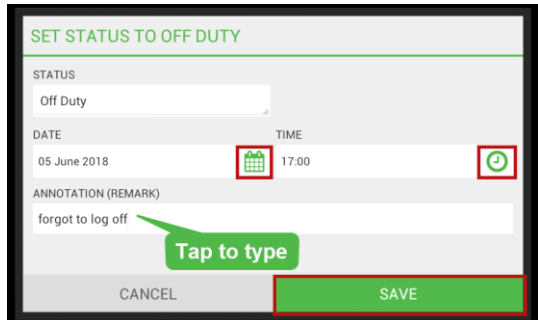 SET STATUS TO OFF DUTY
STATUS
Off Duty
DATE
TIME
05 June 2018
17:00
ANNOTATION (REMARK)
forgot to log off
Tap to type
CANCEL
SAVE